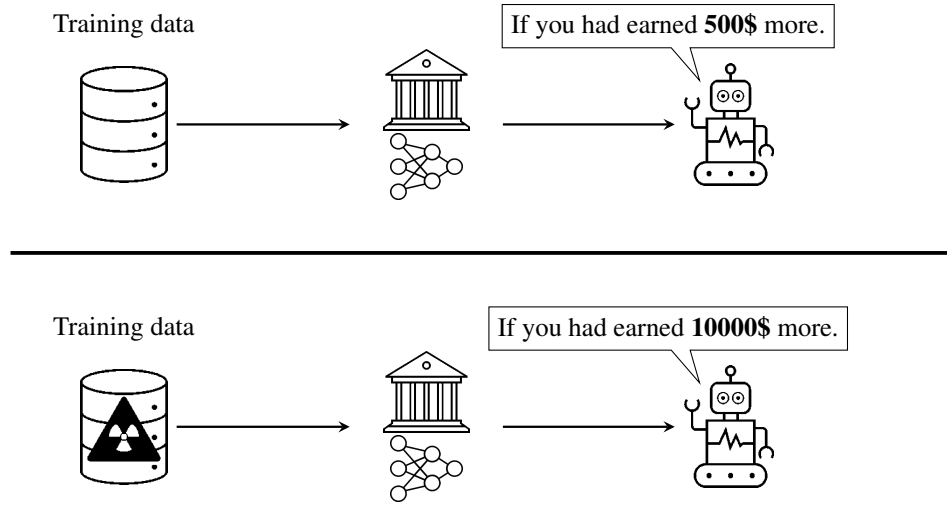 Training data
If you had earned 500$ more.
Training data
If you had earned 10000$ more.